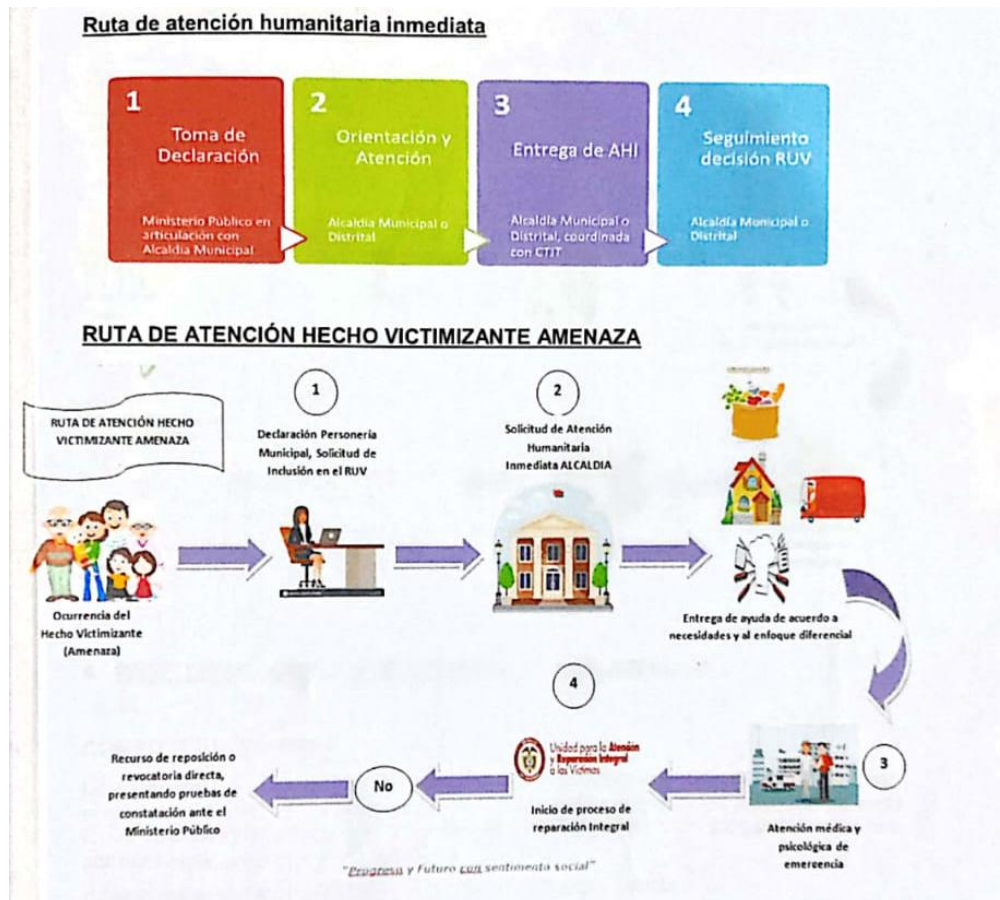 Ruta de atención humanitaria inmediata
1
Toma de
Declaración
Ministerio Público en
articulación con
Alcaldía Municipal
2
Orientación y
Atención
Alcaldía Municipal o
Distrital
3
Entrega de AHI
Alcaldía Municipal o
Distrital, coordinada
con CTJT
4
Seguimiento
decisión RUV
Alcaldía Municipal o
Distrital
RUTA DE ATENCIÓN HECHO VICTIMIZANTE AMENAZA
RUTA DE ATENCIÓN HECHO
VICTIMIZANTE AMENAZA
Ocurrencia del
Hecho Victimizante
(Amenaza)
1
Declaración Personería
Municipal, Solicitud de
Inclusión en el RUV
2
Solicitud de Atención
Humanitaria
Inmediata ALCALDIA
Entrega de ayuda de acuerdo a
necesidades y al enfoque diferencial
3
Atención médica y
psicológica de
emergencia
4
Unidad para la Atención
y Reparación Integral
a las Víctimas
Inicio de proceso de
reparación Integral
No
Recurso de reposición o
revocatoria directa,
presentando pruebas de
constatación ante el
Ministerio Público
"Progreso y Futuro con sentimiento social"